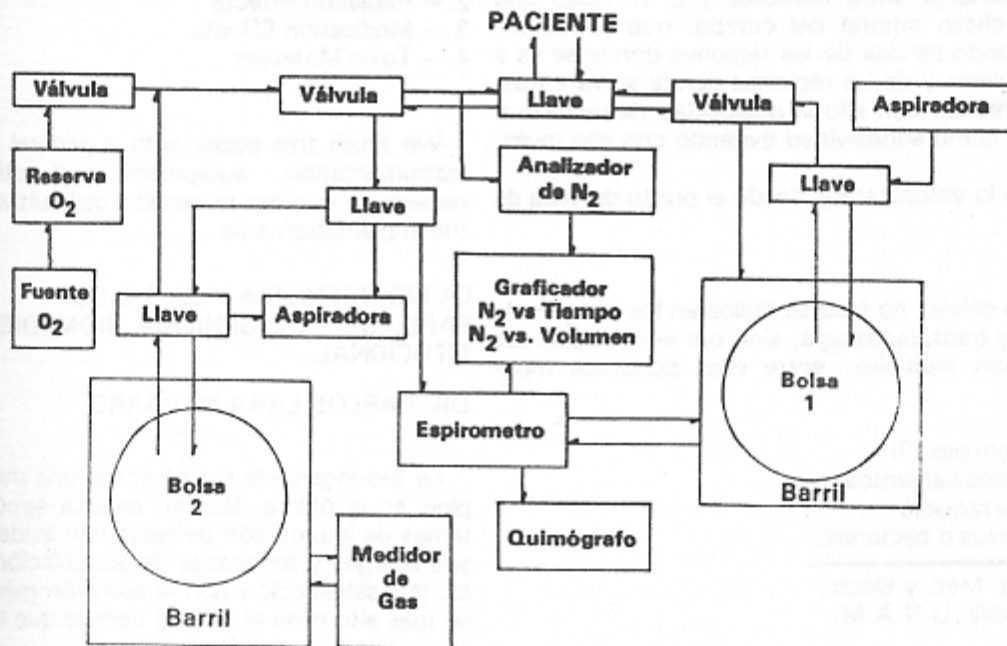 PACIENTE
Válvula
Válvula
Llave
Válvula
Aspiradora
Reserva
O2
Analizador
de N2
Llave
Llave
Fuente
O2
Llave
Aspiradora
Graficador
N2 vs Tiempo
N2 vs. Volumen
Bolsa
1
Barril
Espirometro
Bolsa
2
Barril
Quimógrafo
Medidor
de
Gas